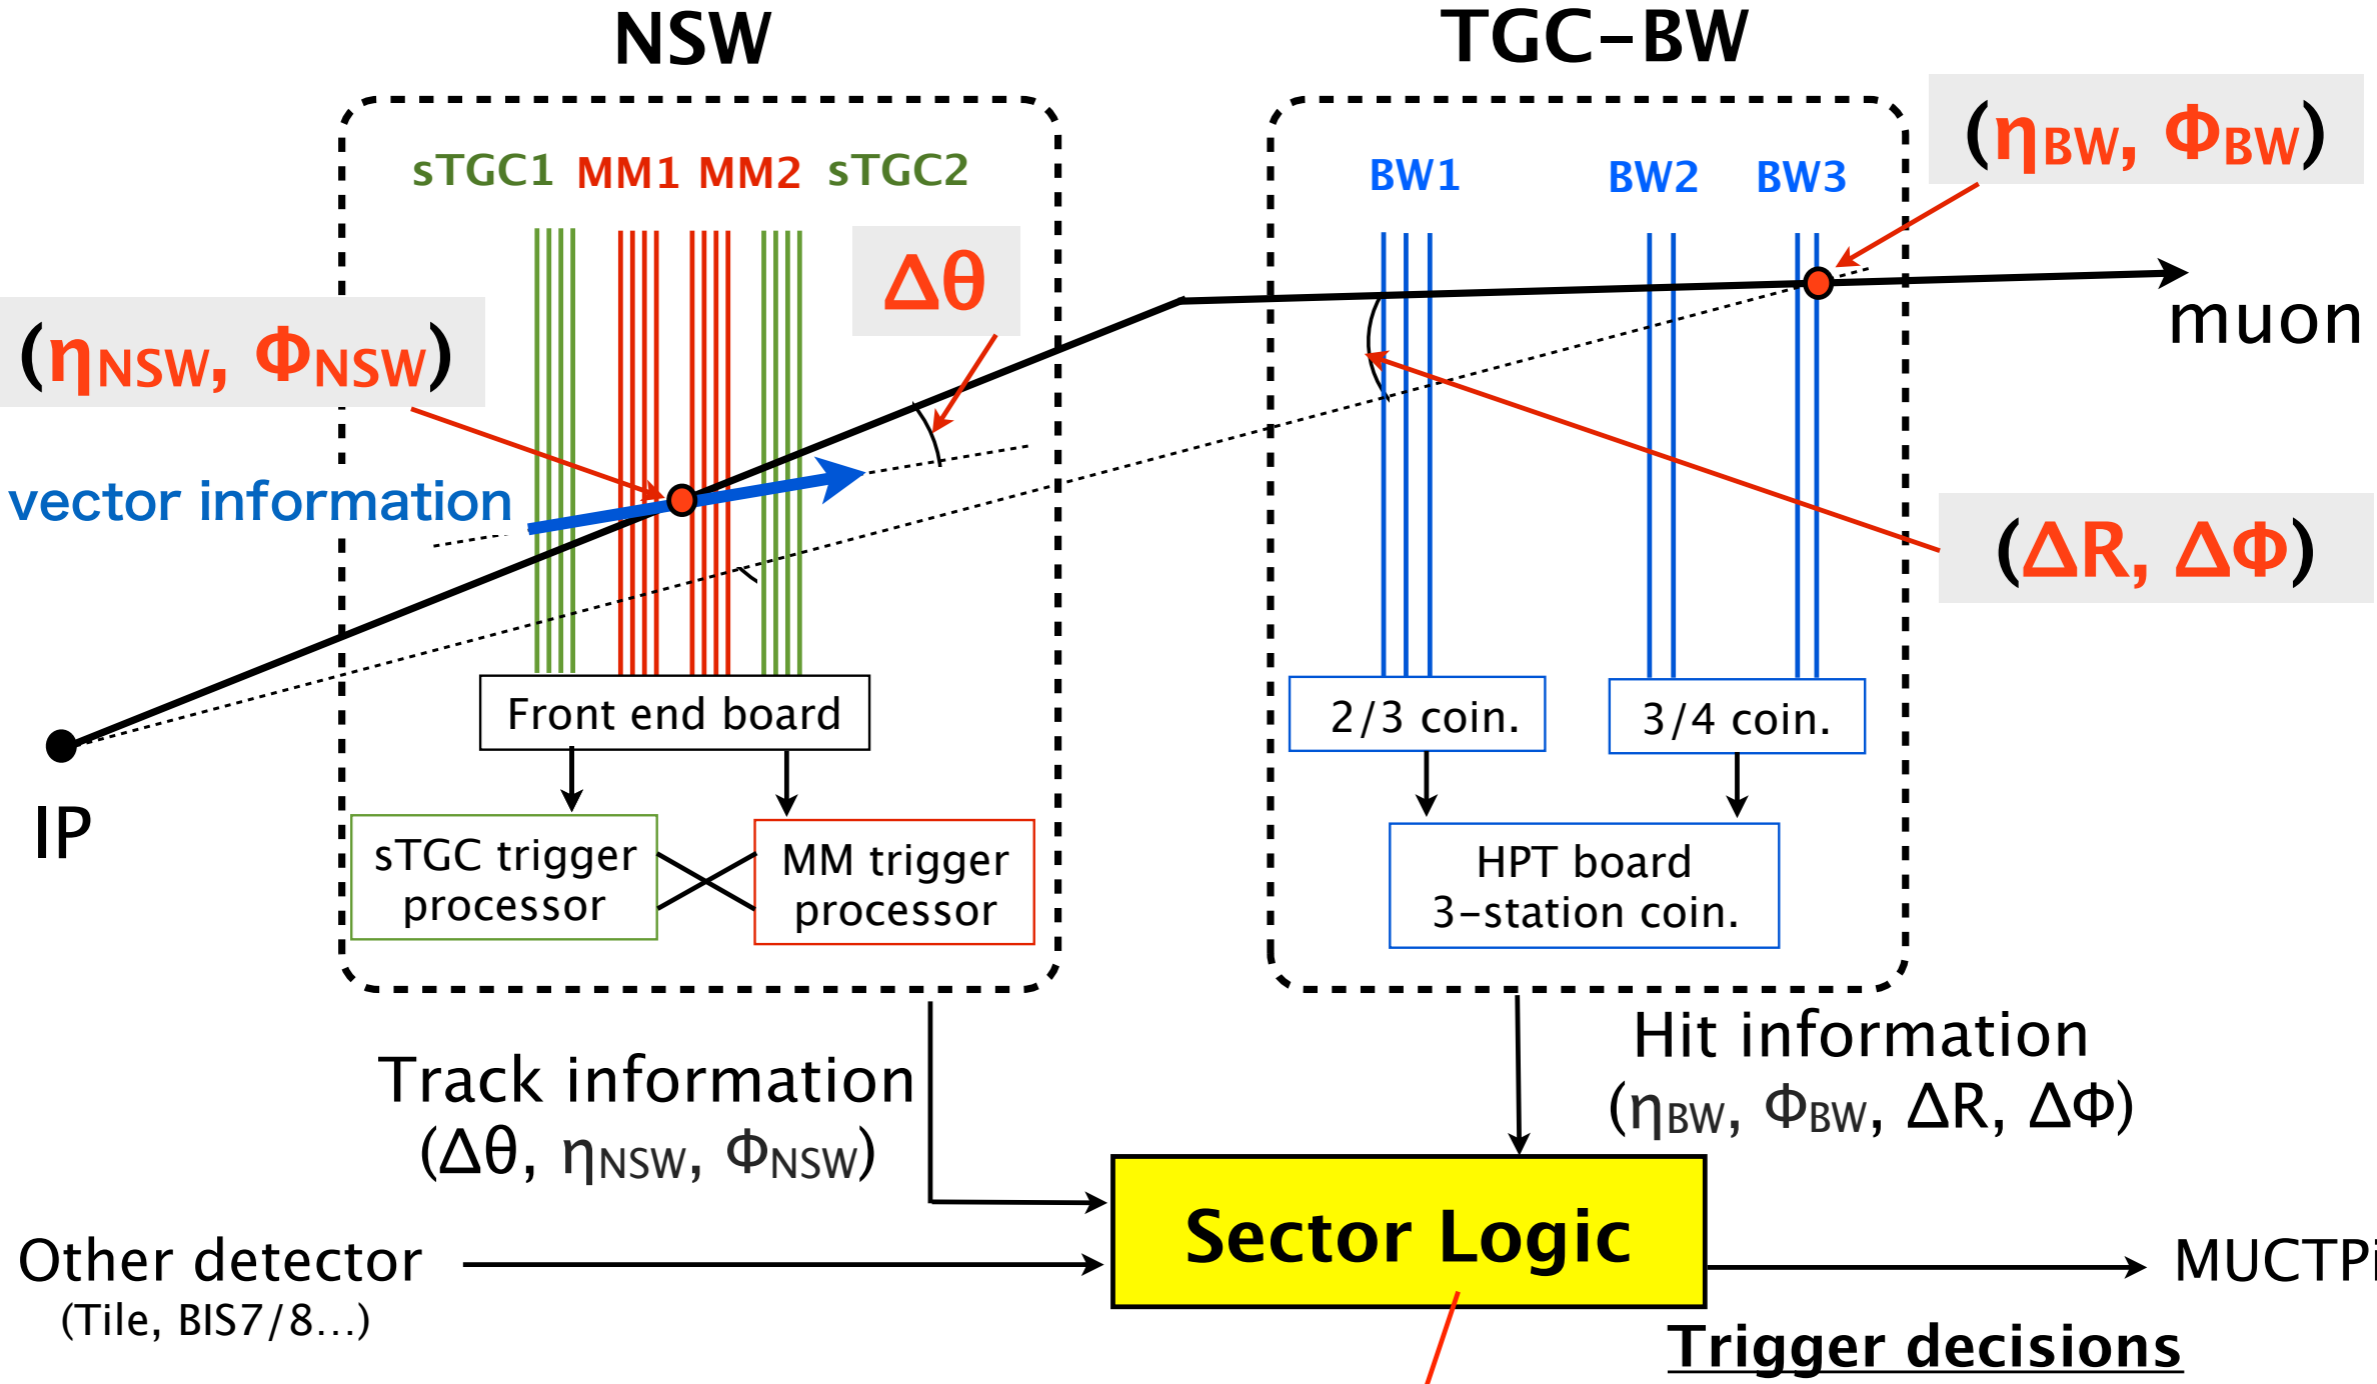 NSW
TGC-BW
(ηBW, ΦBW)
sTGC1 MM1 MM2 sTGC2
BW1 BW2 BW3
Δθ
muon
(ηNSW, ΦNSW)
vector information
(ΔR, ΔΦ)
Front end board
2/3 coin.
3/4 coin.
IP
sTGC trigger
processor
MM trigger
processor
HPT board
3-station coin.
Track information
(Δθ, ηNSW, ΦNSW)
Hit information
(ηBW, ΦBW, ΔR, ΔΦ)
Sector Logic
Other detector
(Tile, BIS7/8...)
MUCTPi
Trigger decisions